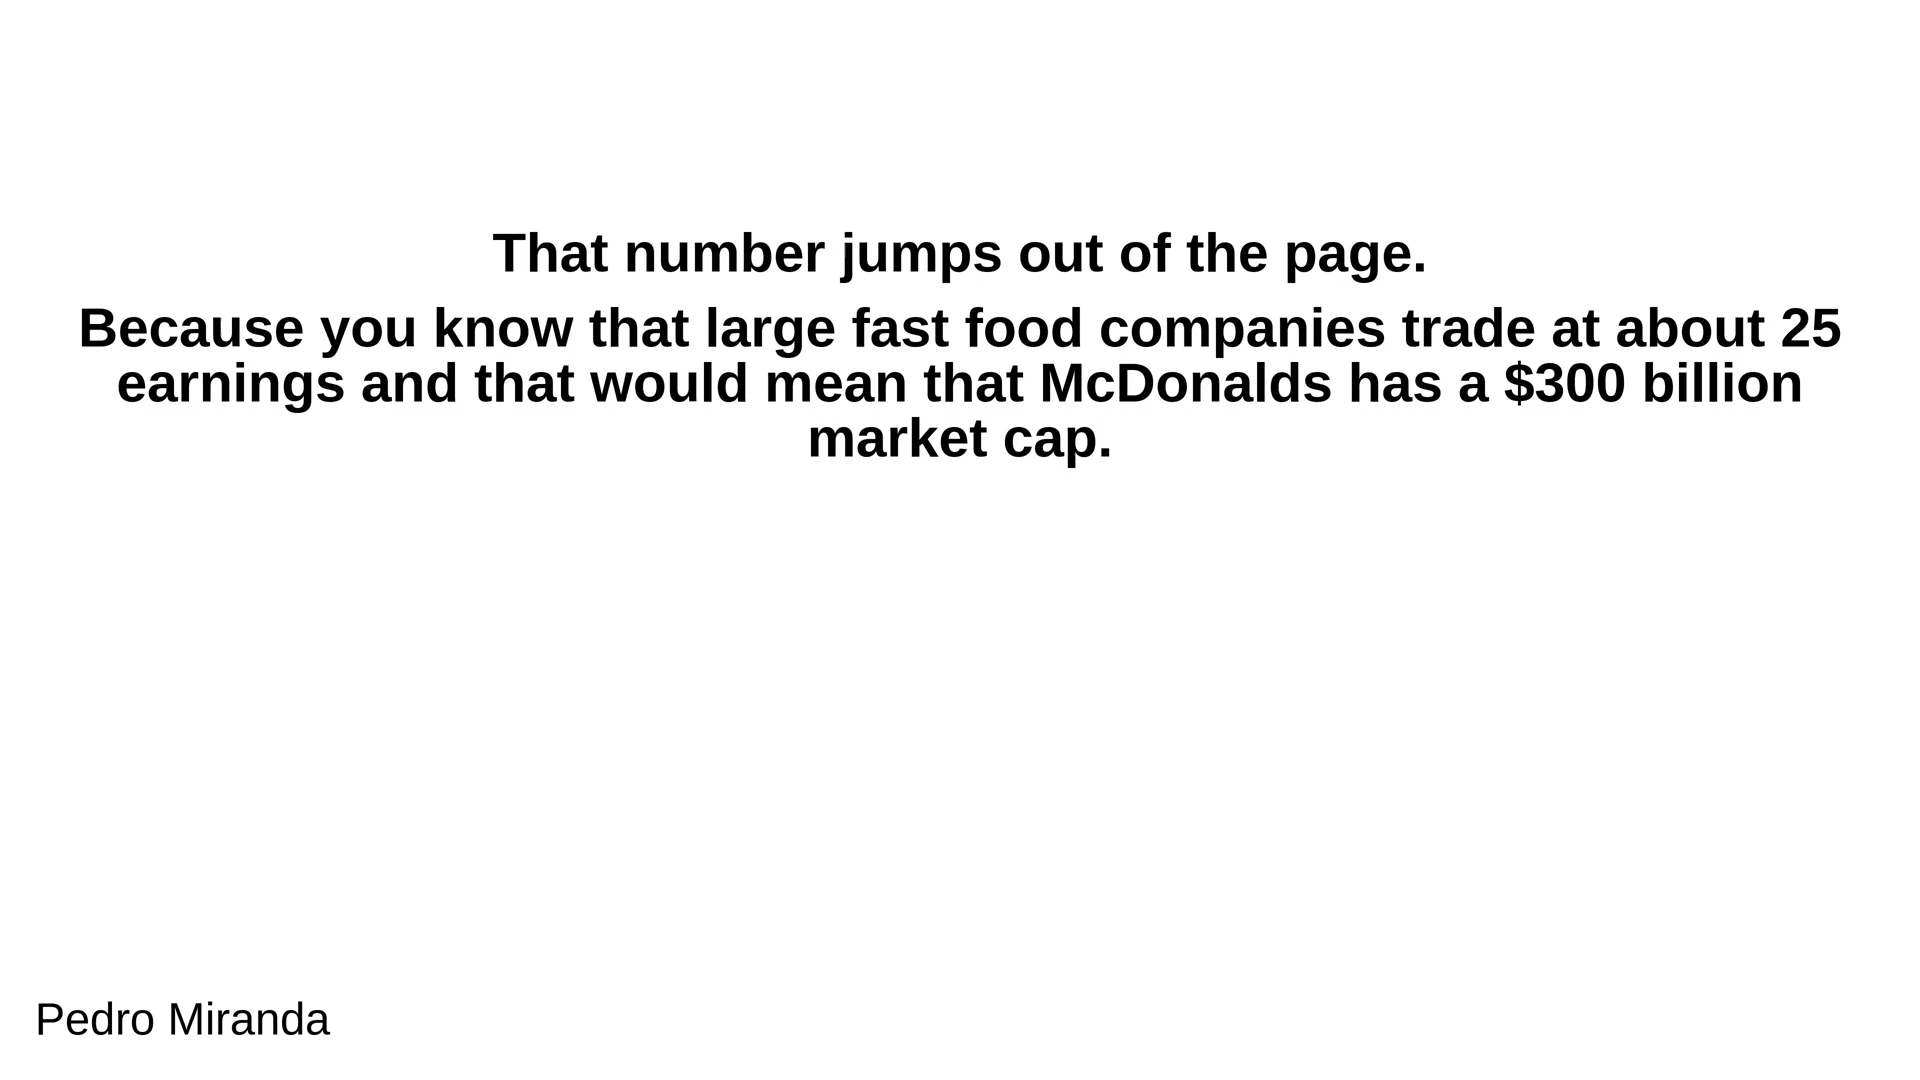 That number jumps out of the page.
Because you know that large fast food companies trade at about 25
earnings and that would mean that McDonalds has a $300 billion
market cap.
Pedro Miranda